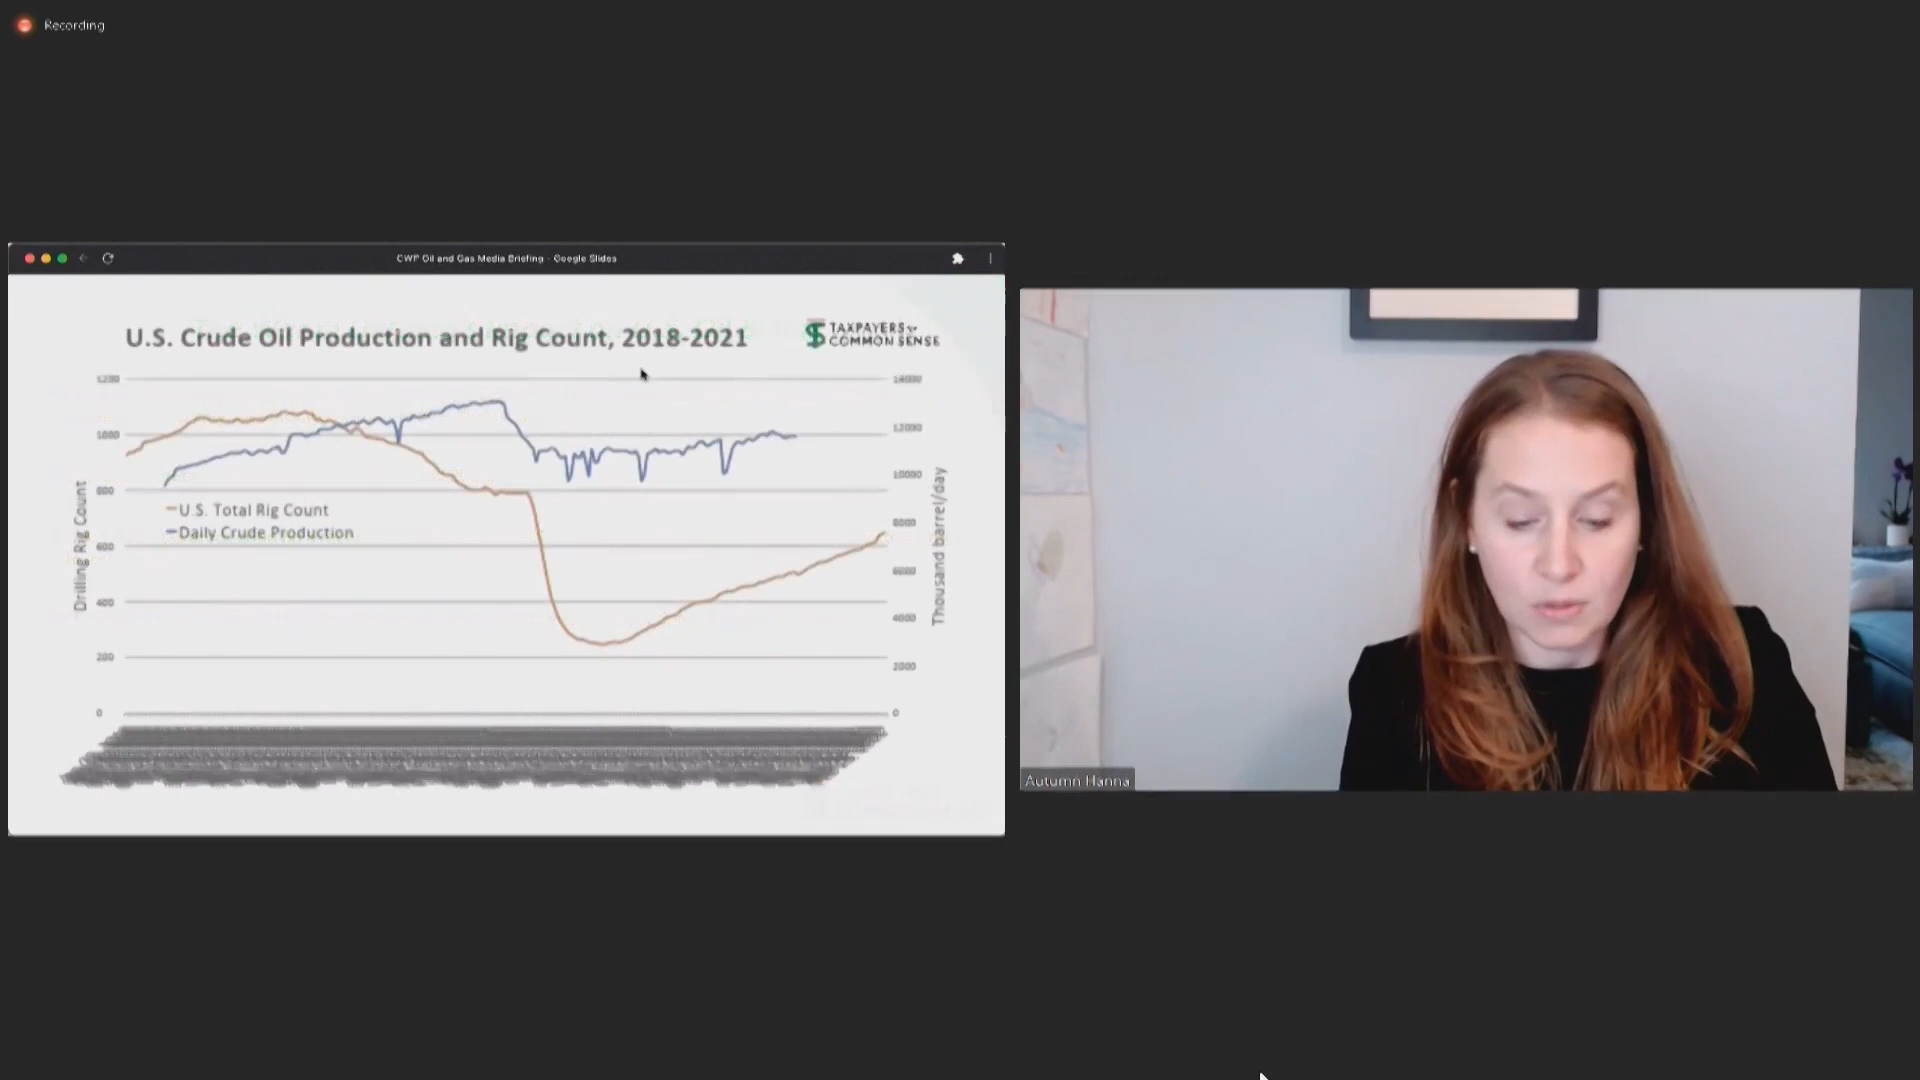 Recording
CWP Oil and Gas Media Briefing - Google Slides
U.S. Crude Oil Production and Rig Count, 2018-2021
TAXPAYERS for
COMMON SENSE
1200
1000
800
600
400
200
0
Drilling Rig Count
U.S. Total Rig Count
Daily Crude Production
14000
12000
10000
8000
6000
4000
2000
0
Thousand barrel/day
Autumn Hanna